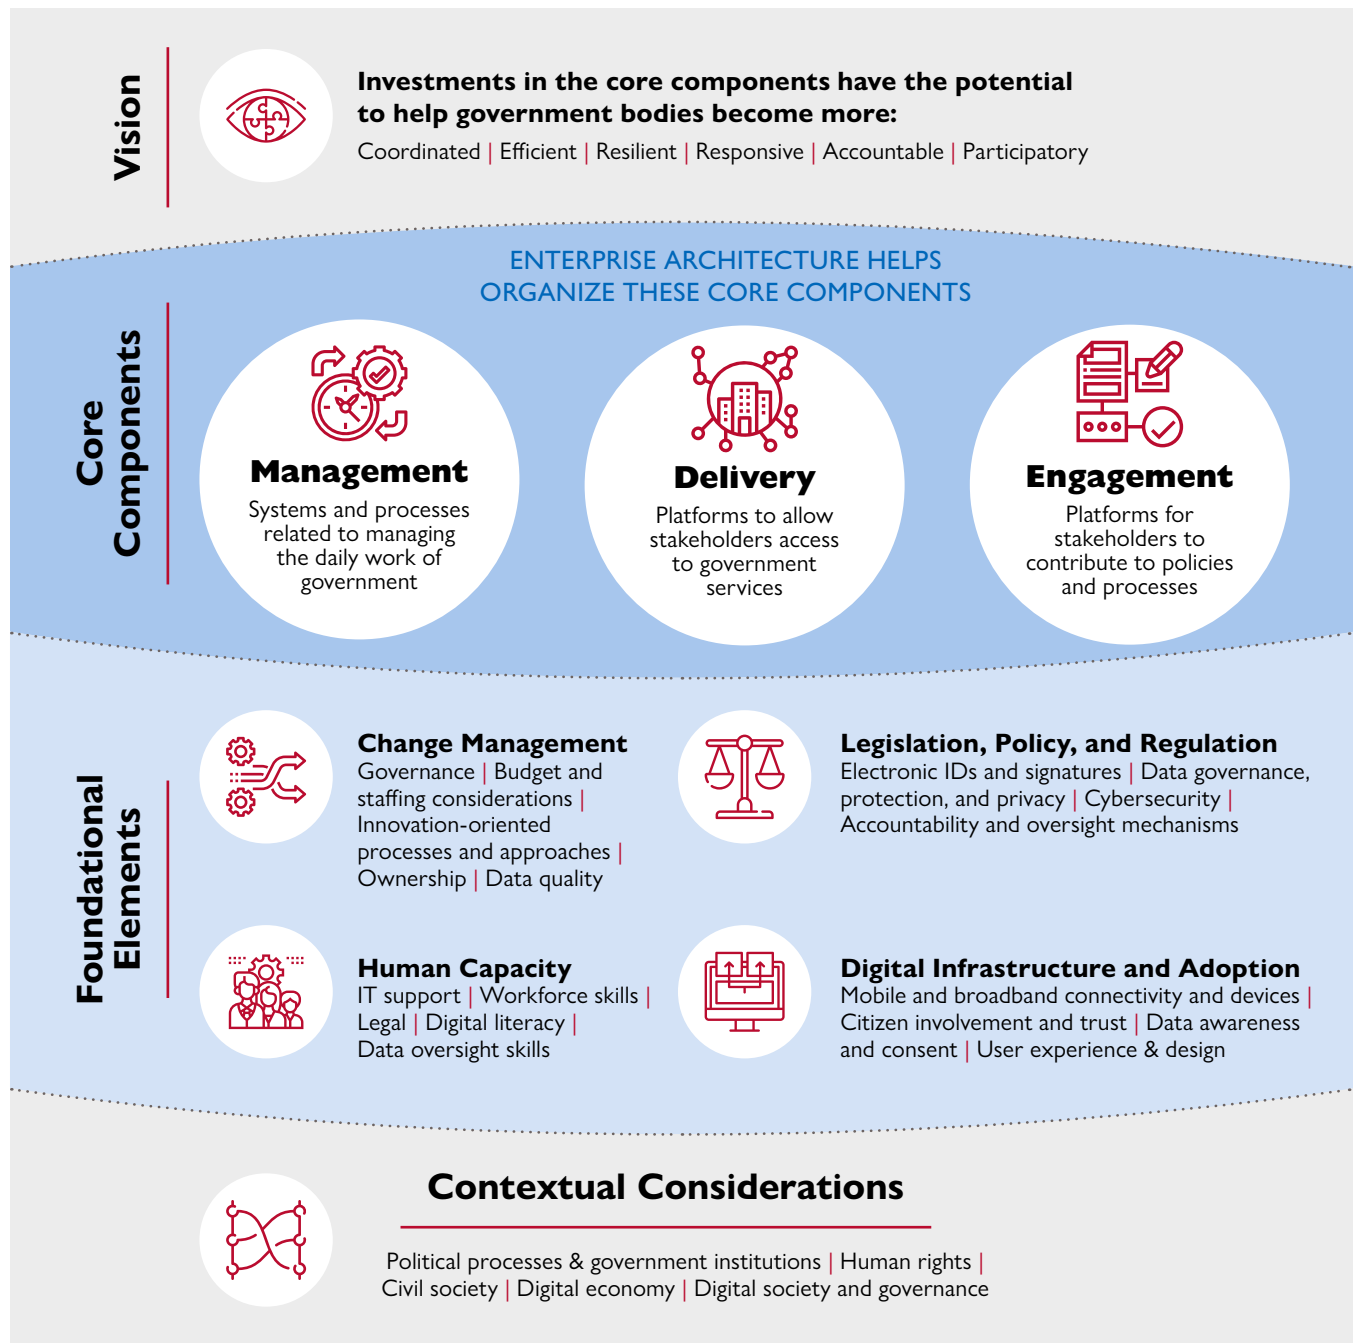 Vision
Investments in the core components have the potential
to help government bodies become more:
Coordinated | Efficient | Resilient | Responsive | Accountable | Participatory
Core
Components
ENTERPRISE ARCHITECTURE HELPS
ORGANIZE THESE CORE COMPONENTS
Management
Systems and processes
related to managing
the daily work of
government
Delivery
Platforms to allow
stakeholders access
to government
services
Engagement
Platforms for
stakeholders to
contribute to policies
and processes
Foundational
Elements
Change Management
Governance | Budget and
staffing considerations |
Innovation-oriented
processes and approaches |
Ownership | Data quality
Legislation, Policy, and Regulation
Electronic IDs and signatures | Data governance,
protection, and privacy | Cybersecurity |
Accountability and oversight mechanisms
Human Capacity
IT support | Workforce skills |
Legal | Digital literacy |
Data oversight skills
Digital Infrastructure and Adoption
Mobile and broadband connectivity and devices |
Citizen involvement and trust | Data awareness
and consent | User experience & design
Contextual Considerations
Political processes & government institutions | Human rights |
Civil society | Digital economy | Digital society and governance